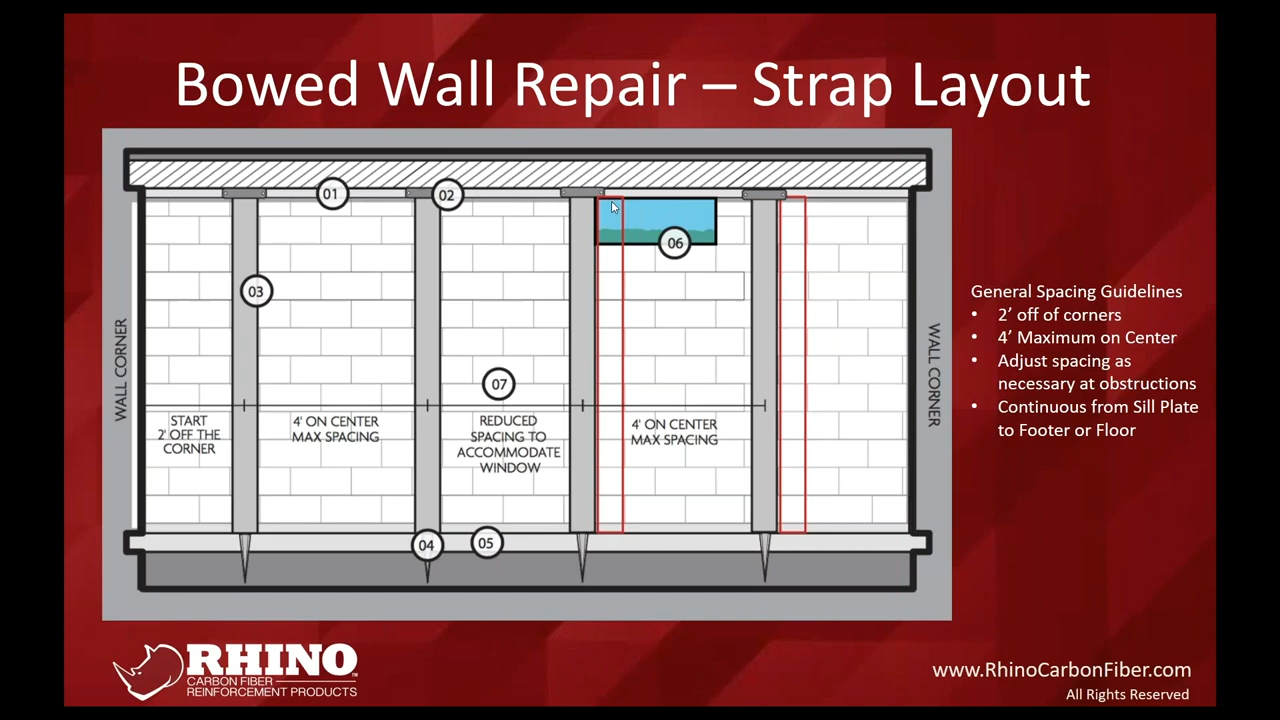 Bowed Wall Repair – Strap Layout
01
02
03
04
05
06
07
WALL CORNER
WALL CORNER
START
2' OFF THE
CORNER
4' ON CENTER
MAX SPACING
REDUCED
SPACING TO
ACCOMMODATE
WINDOW
4' ON CENTER
MAX SPACING
General Spacing Guidelines
• 2’ off of corners
• 4’ Maximum on Center
• Adjust spacing as
necessary at obstructions
• Continuous from Sill Plate
to Footer or Floor
RHINO™
CARBON FIBER
REINFORCEMENT PRODUCTS
www.RhinoCarbonFiber.com
All Rights Reserved